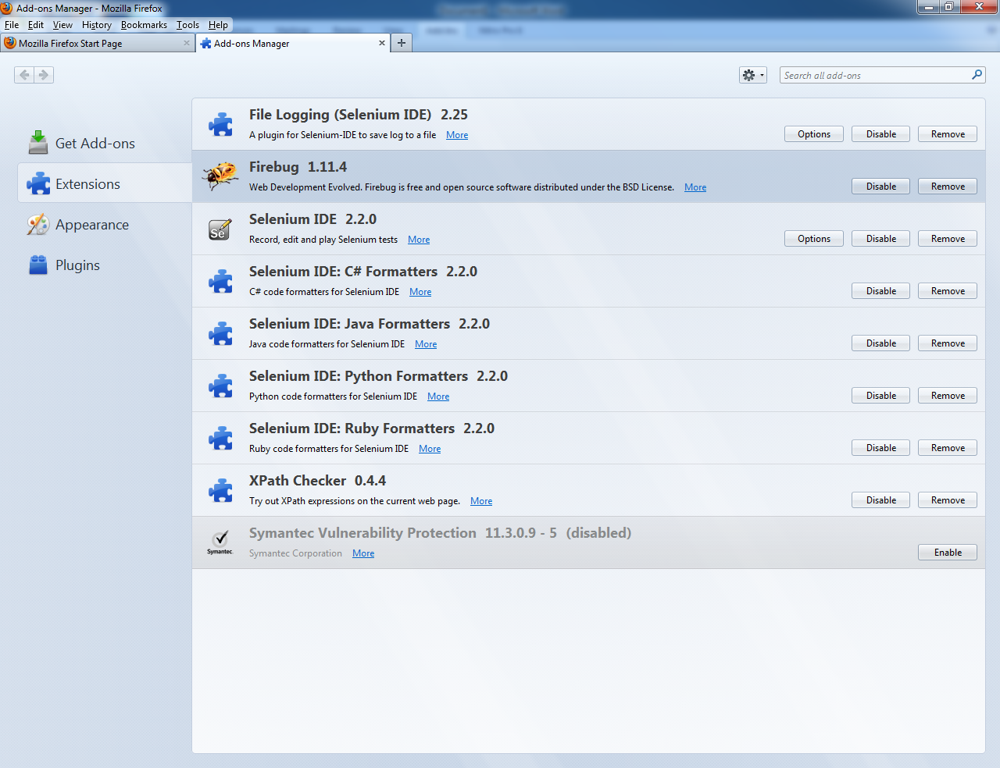 Add-ons Manager - Mozilla Firefox
File Edit View History Bookmarks Tools Help
Mozilla Firefox Start Page
Add-ons Manager
Search all add-ons
Get Add-ons
Extensions
Appearance
Plugins
File Logging (Selenium IDE) 2.25
A plugin for Selenium-IDE to save log to a file More
Options Disable Remove
Firebug 1.11.4
Web Development Evolved. Firebug is free and open source software distributed under the BSD License. More
Disable Remove
Se
Selenium IDE 2.2.0
Record, edit and play Selenium tests More
Options Disable Remove
Selenium IDE: C# Formatters 2.2.0
C# code formatters for Selenium IDE More
Disable Remove
Selenium IDE: Java Formatters 2.2.0
Java code formatters for Selenium IDE More
Disable Remove
Selenium IDE: Python Formatters 2.2.0
Python code formatters for Selenium IDE More
Disable Remove
Selenium IDE: Ruby Formatters 2.2.0
Ruby code formatters for Selenium IDE More
Disable Remove
XPath Checker 0.4.4
Try out XPath expressions on the current web page. More
Disable Remove
Symantec.
Symantec Vulnerability Protection 11.3.0.9 - 5 (disabled)
Symantec Corporation More
Enable